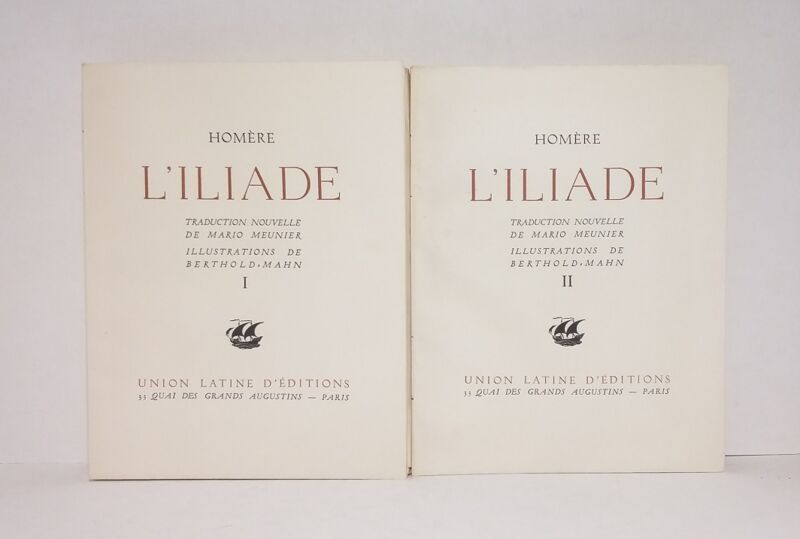 HOMÈRE
L'ILIADE
TRADUCTION NOUVELLE
DE MARIO MEUNIER
ILLUSTRATIONS DE
BERTHOLD-MAHN
I
UNION LATINE D'ÉDITIONS
33 QUAI DES GRANDS AUGUSTINS — PARIS
HOMÈRE
L'ILIADE
TRADUCTION NOUVELLE
DE MARIO MEUNIER
ILLUSTRATIONS DE
BERTHOLD-MAHN
II
UNION LATINE D'ÉDITIONS
33 QUAI DES GRANDS AUGUSTINS — PARIS